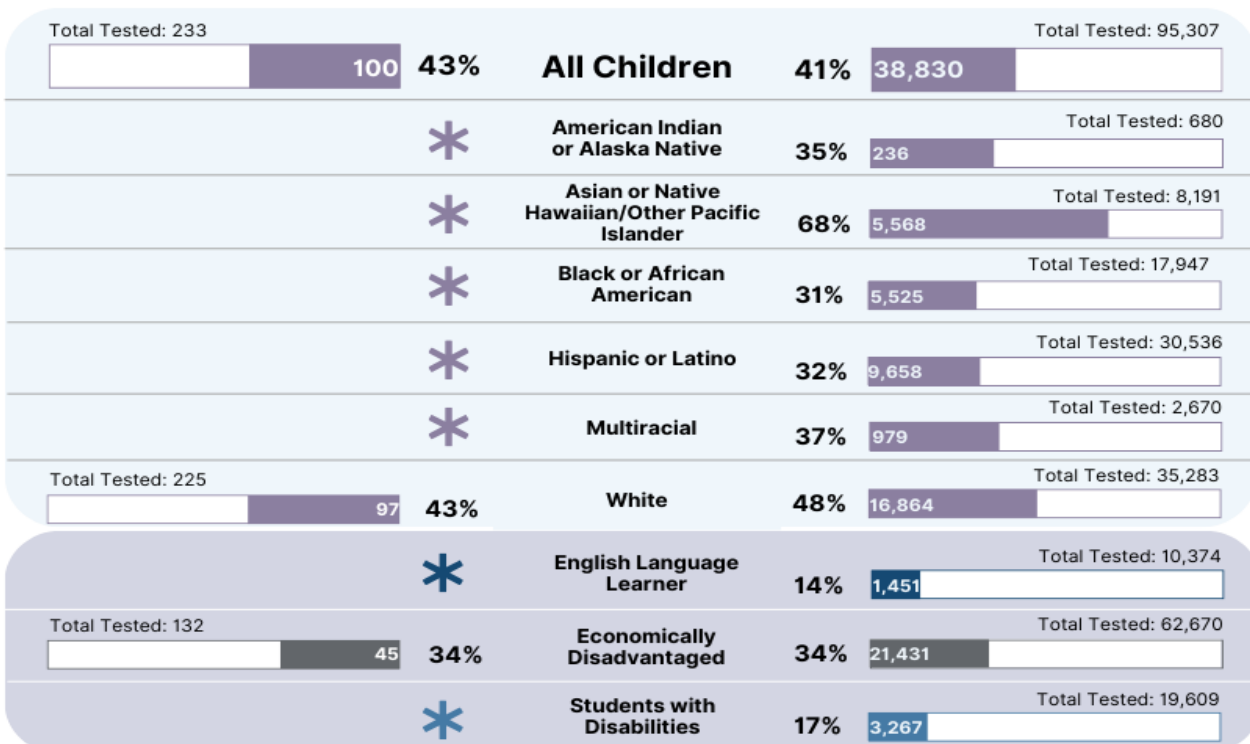 Total Tested: 233
Total Tested: 95,307
100 43% All Children 41% 38,830
American Indian
or Alaska Native
Total Tested: 680
35% 236
Asian or Native
Hawaiian/Other Pacific
Islander
Total Tested: 8,191
68% 5,568
Black or African
American
Total Tested: 17,947
31% 5,525
Total Tested: 30,536
Hispanic or Latino
32% 9,658
Total Tested: 2,670
Multiracial
37% 979
Total Tested: 225
Total Tested: 35,283
97 43% White 48% 16,864
English Language
Learner
Total Tested: 10,374
14% 1,451
Total Tested: 132
Total Tested: 62,670
Economically
Disadvantaged
45 34% 34% 21,431
Students with
Disabilities
Total Tested: 19,609
17% 3,267